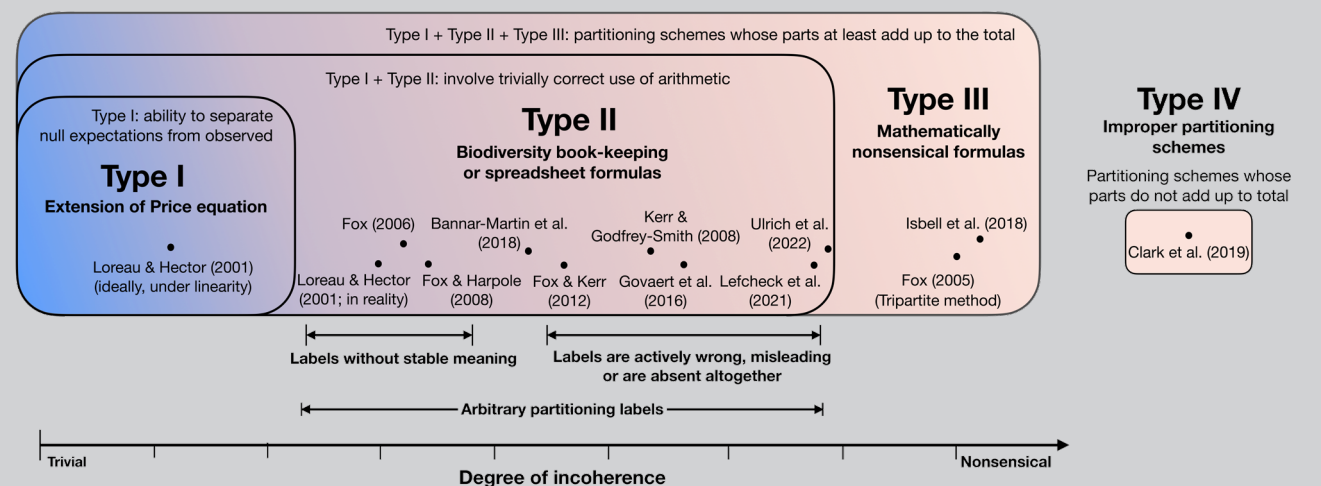 Type I + Type II + Type III: partitioning schemes whose parts at least add up to the total
Type I + Type II: involve trivially correct use of arithmetic
Type I: ability to separate
null expectations from observed
Type I
Extension of Price equation
Loreau & Hector (2001)
(ideally, under linearity)
Type II
Biodiversity book-keeping
or spreadsheet formulas
Fox (2006)
Loreau & Hector
(2001; in reality)
Fox & Harpole
(2008)
Bannar-Martin et al.
(2018)
Fox & Kerr
(2012)
Kerr &
Godfrey-Smith (2008)
Govaert et al.
(2016)
Ulrich et al.
(2022)
Lefcheck et al.
(2021)
Type III
Mathematically
nonsensical formulas
Isbell et al. (2018)
Fox (2005)
(Tripartite method)
Type IV
Improper partitioning
schemes
Partitioning schemes whose
parts do not add up to total
Clark et al. (2019)
Labels without stable meaning
Labels are actively wrong, misleading
or are absent altogether
Arbitrary partitioning labels
Trivial
Nonsensical
Degree of incoherence